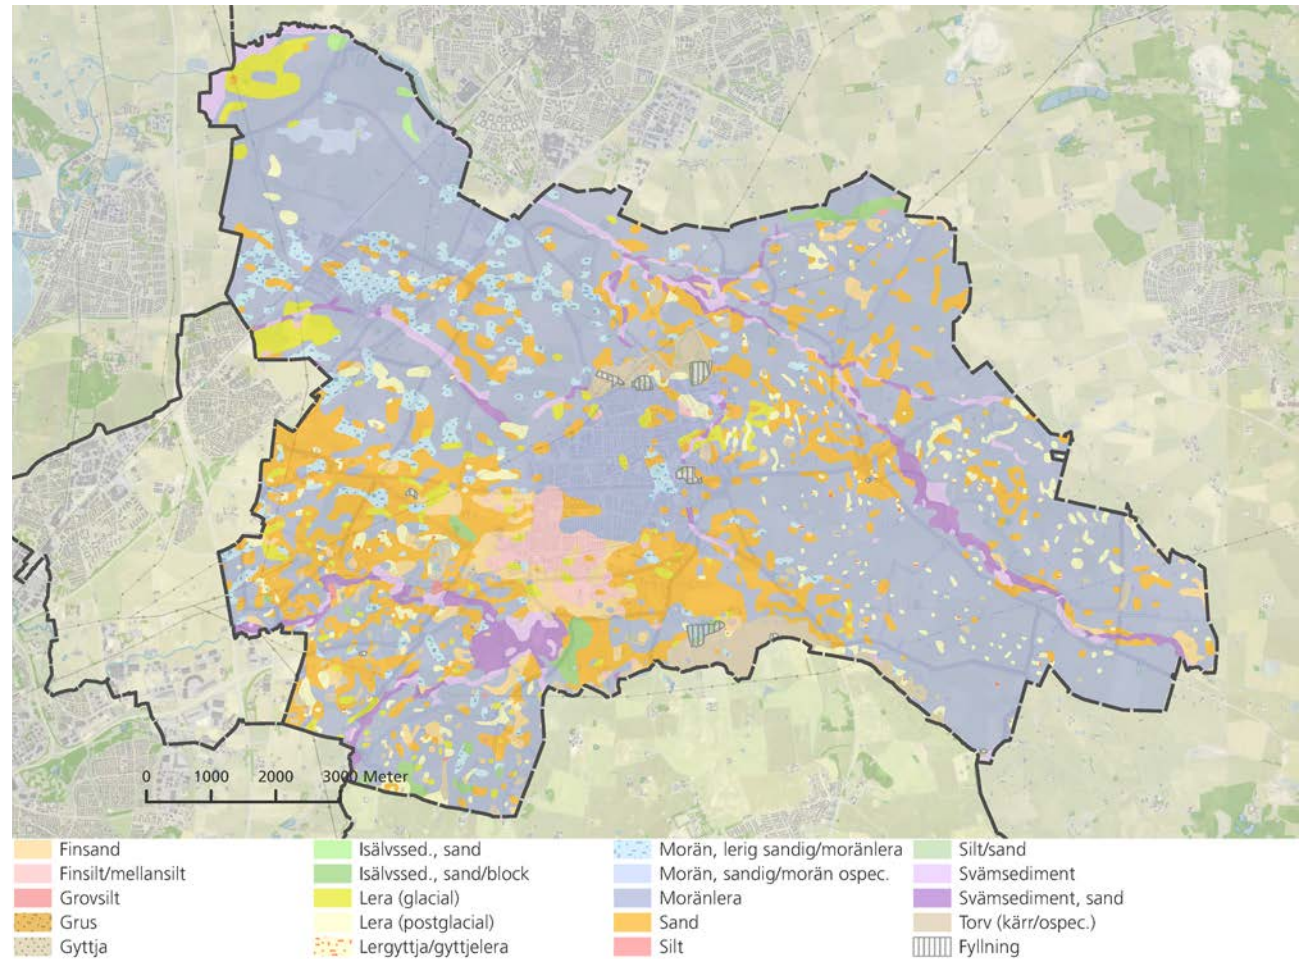 0 1000 2000 3000 Meter
Finsand
Finsilt/mellansilt
Grovsilt
Grus
Gyttja
Isälvssed., sand
Isälvssed., sand/block
Lera (glacial)
Lera (postglacial)
Lergyttja/gyttjelera
Morän, lerig sandig/moränlera
Morän, sandig/morän ospec.
Moränlera
Sand
Silt
Silt/sand
Svämsediment
Svämsediment, sand
Torv (kärr/ospec.)
Fyllning